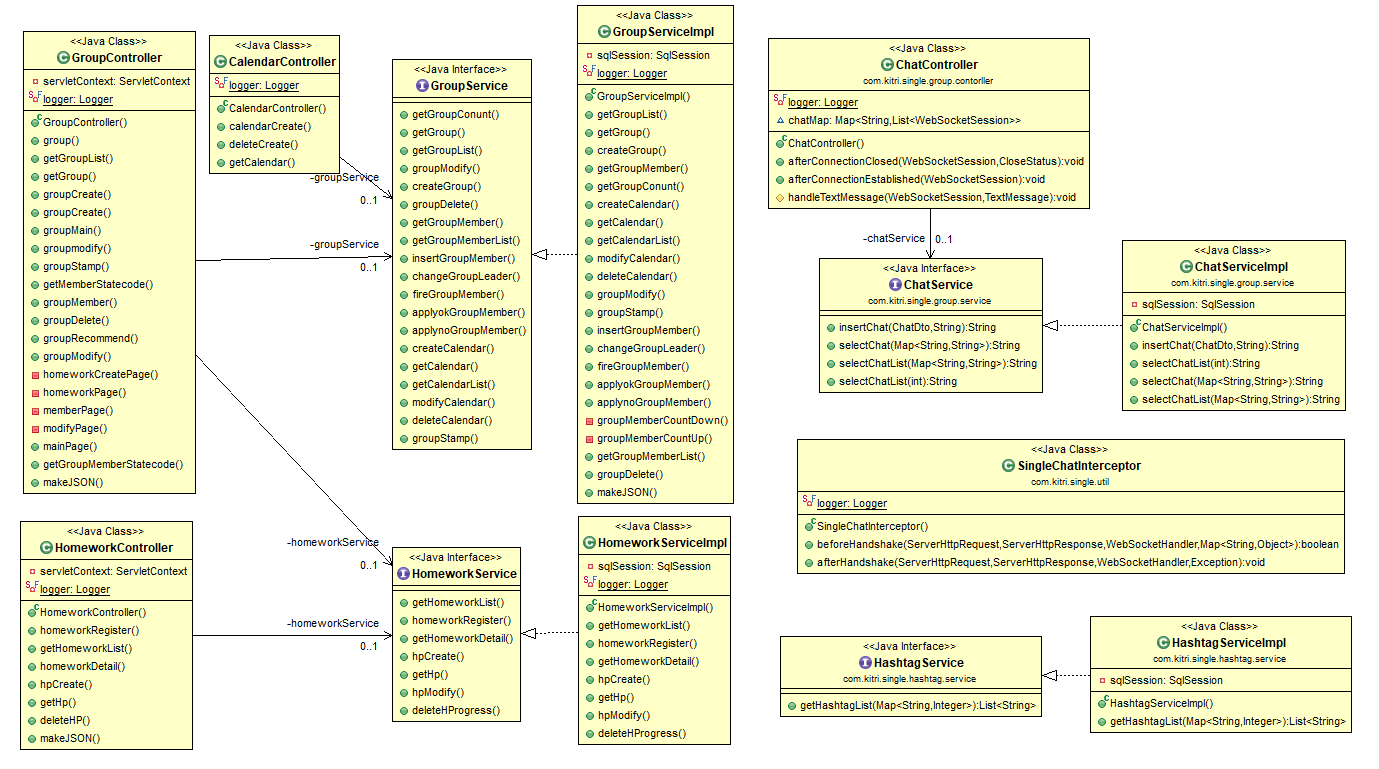 <<Java Class>>
GroupController
servletContext: ServletContext
logger: Logger
GroupController()
group()
getGroupList()
getGroup()
groupCreate()
groupCreate()
groupMain()
groupmodify()
groupStamp()
getMemberStatecode()
groupMember()
groupDelete()
groupRecommend()
groupModify()
homeworkCreatePage()
homeworkPage()
memberPage()
modifyPage()
mainPage()
getGroupMemberStatecode()
makeJSON()
<<Java Class>>
CalendarController
logger: Logger
CalendarController()
calendarCreate()
deleteCreate()
getCalendar()
-groupService
0..1
-groupService
0..1
<<Java Interface>>
GroupService
getGroupConunt()
getGroup()
getGroupList()
groupModify()
createGroup()
groupDelete()
getGroupMember()
getGroupMemberList()
insertGroupMember()
changeGroupLeader()
fireGroupMember()
applyokGroupMember()
applynoGroupMember()
createCalendar()
getCalendar()
getCalendarList()
modifyCalendar()
deleteCalendar()
groupStamp()
<<Java Class>>
GroupServiceImpl
sqlSession: SqlSession
logger: Logger
GroupServiceImpl()
getGroupList()
getGroup()
createGroup()
getGroupMember()
getGroupConunt()
createCalendar()
getCalendar()
getCalendarList()
modifyCalendar()
deleteCalendar()
groupModify()
groupStamp()
insertGroupMember()
changeGroupLeader()
fireGroupMember()
applyokGroupMember()
applynoGroupMember()
groupMemberCountDown()
groupMemberCountUp()
getGroupMemberList()
groupDelete()
makeJSON()
<<Java Class>>
HomeworkController
servletContext: ServletContext
logger: Logger
HomeworkController()
homeworkRegister()
getHomeworkList()
homeworkDetail()
hpCreate()
getHp()
deleteHP()
makeJSON()
-homeworkService
0..1
-homeworkService
0..1
<<Java Interface>>
HomeworkService
getHomeworkList()
homeworkRegister()
getHomeworkDetail()
hpCreate()
getHp()
hpModify()
deleteHProgress()
<<Java Class>>
HomeworkServiceImpl
sqlSession: SqlSession
logger: Logger
HomeworkServiceImpl()
getHomeworkList()
homeworkRegister()
getHomeworkDetail()
hpCreate()
getHp()
hpModify()
deleteHProgress()
<<Java Class>>
ChatController
com.kitri.single.group.contorller
logger: Logger
chatMap: Map<String,List<WebSocketSession>>
ChatController()
afterConnectionClosed(WebSocketSession,CloseStatus):void
afterConnectionEstablished(WebSocketSession):void
handleTextMessage(WebSocketSession,TextMessage):void
-chatService
0..1
<<Java Interface>>
ChatService
com.kitri.single.group.service
insertChat(ChatDto,String):String
selectChat(Map<String,String>):String
selectChatList(Map<String,String>):String
selectChatList(int):String
<<Java Class>>
ChatServiceImpl
com.kitri.single.group.service
sqlSession: SqlSession
ChatServiceImpl()
insertChat(ChatDto,String):String
selectChatList(int):String
selectChat(Map<String,String>):String
selectChatList(Map<String,String>):String
<<Java Class>>
SingleChatInterceptor
com.kitri.single.util
logger: Logger
SingleChatInterceptor()
beforeHandshake(ServerHttpRequest,ServerHttpResponse,WebSocketHandler,Map<String,Object>):boolean
afterHandshake(ServerHttpRequest,ServerHttpResponse,WebSocketHandler,Exception):void
<<Java Interface>>
HashtagService
com.kitri.single.hashtag.service
getHashtagList(Map<String,Integer>):List<String>
<<Java Class>>
HashtagServiceImpl
com.kitri.single.hashtag.service
sqlSession: SqlSession
HashtagServiceImpl()
getHashtagList(Map<String,Integer>):List<String>